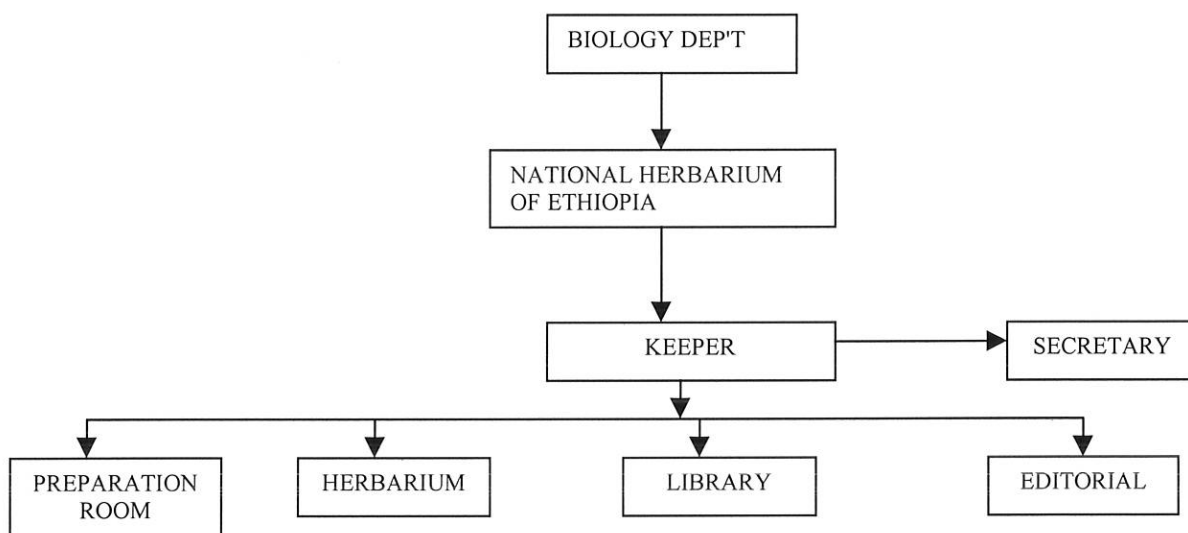 BIOLOGY DEP'T
NATIONAL HERBARIUM
OF ETHIOPIA
KEEPER
SECRETARY
PREPARATION
ROOM
HERBARIUM
LIBRARY
EDITORIAL